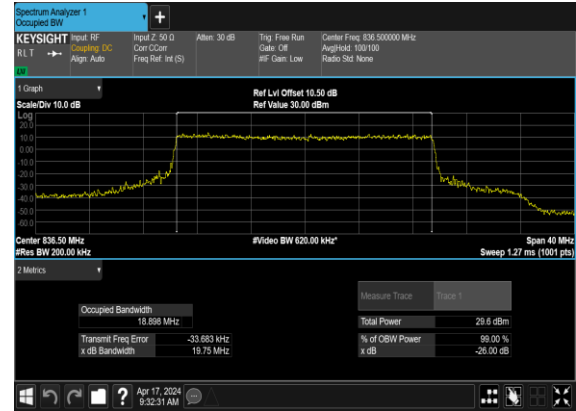 Spectrum Analyzer 1
Occupied BW
+
KEYSIGHT Input: RF Input Z: 50 Ω Atten: 30 dB Trig: Free Run Center Freq: 836.500000 MHz
RLT Coupling: DC Corr CCorr Gate: Off Avg|Hold: 100/100
Align: Auto Freq Ref: Int (S) #IF Gain: Low Radio Std: None
LV
1 Graph Ref Lvl Offset 10.50 dB
Scale/Div 10.0 dB Ref Value 30.00 dBm
Log
20.0
10.0
0.00
-10.0
-20.0
-30.0
-40.0
-50.0
-60.0
Center 836.50 MHz #Video BW 620.00 kHz* Span 40 MHz
#Res BW 200.00 kHz Sweep 1.27 ms (1001 pts)
2 Metrics
Measure Trace Trace 1
Occupied Bandwidth
18.898 MHz Total Power 29.6 dBm
Transmit Freq Error -33.683 kHz % of OBW Power 99.00 %
x dB Bandwidth 19.75 MHz x dB -26.00 dB
? Apr 17, 2024
9:32:31 AM